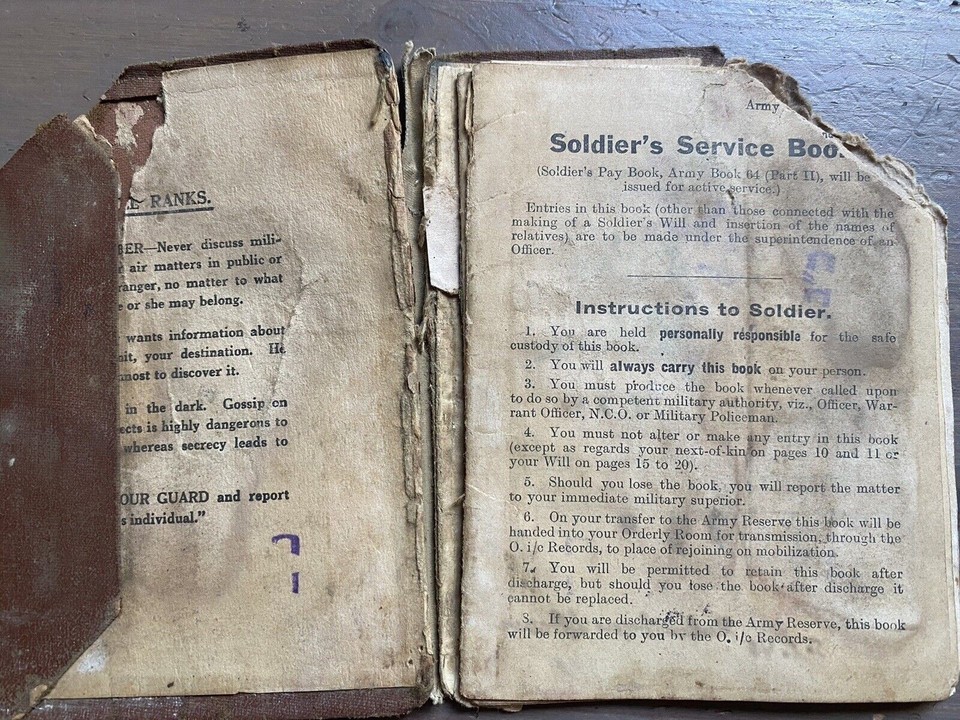 RANKS.
BER—Never discuss mili-
air matters in public or
ranger, no matter to what
e or she may belong.
wants information about
nit, your destination. He
most to discover it.
in the dark. Gossip on
ects is highly dangerous to
whereas secrecy leads to
OUR GUARD and report
s individual."
Army
Soldier's Service Boo
(Soldier's Pay Book, Army Book 64 (Part II), will be
issued for active service.)
Entries in this book (other than those connected with the
making of a Soldier's Will and insertion of the names of
relatives) are to be made under the superintendence of an
Officer.
Instructions to Soldier.
1. You are held personally responsible for the safe
custody of this book.
2. You will always carry this book on your person.
3. You must produce the book whenever called upon
to do so by a competent military authority, viz., Officer, War-
rant Officer, N.C.O. or Military Policeman.
4. You must not alter or make any entry in this book
(except as regards your next-of-kin on pages 10 and 11 or
your Will on pages 15 to 20).
5. Should you lose the book, you will report the matter
to your immediate military superior.
6. On your transfer to the Army Reserve this book will be
handed into your Orderly Room for transmission, through the
O. i/c Records, to place of rejoining on mobilization.
7. You will be permitted to retain this book after
discharge, but should you lose the book after discharge it
cannot be replaced.
8. If you are discharged from the Army Reserve, this book
will be forwarded to you by the O. i/c Records.